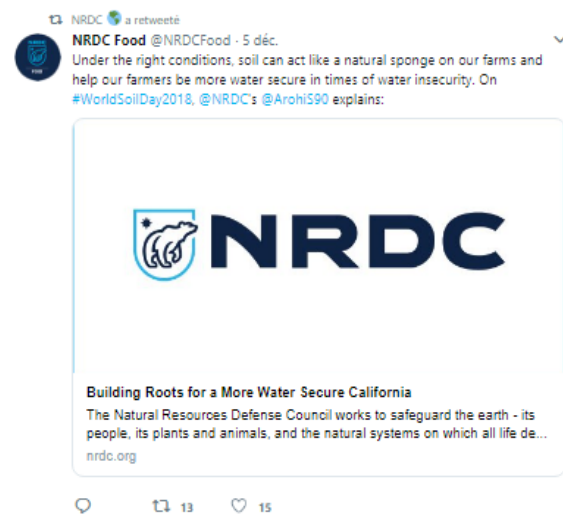 NRDC 🌎 a retweeté
NRDC Food @NRDCFood · 5 déc.
Under the right conditions, soil can act like a natural sponge on our farms and
help our farmers be more water secure in times of water insecurity. On
#WorldSoilDay2018, @NRDC's @ArohiS90 explains:
NRDC
Building Roots for a More Water Secure California
The Natural Resources Defense Council works to safeguard the earth - its
people, its plants and animals, and the natural systems on which all life de...
nrdc.org
13 15